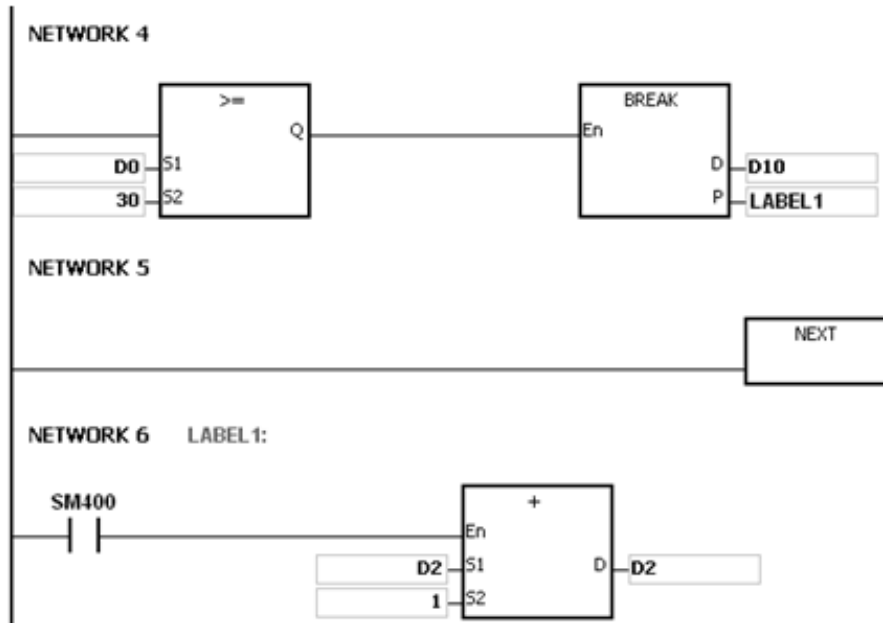 NETWORK 4
>=
BREAK
Q
En
D0 S1
D D10
30 S2
P LABEL1
NETWORK 5
NEXT
NETWORK 6 LABEL1:
SM400
+
En
D2 S1
D D2
1 S2